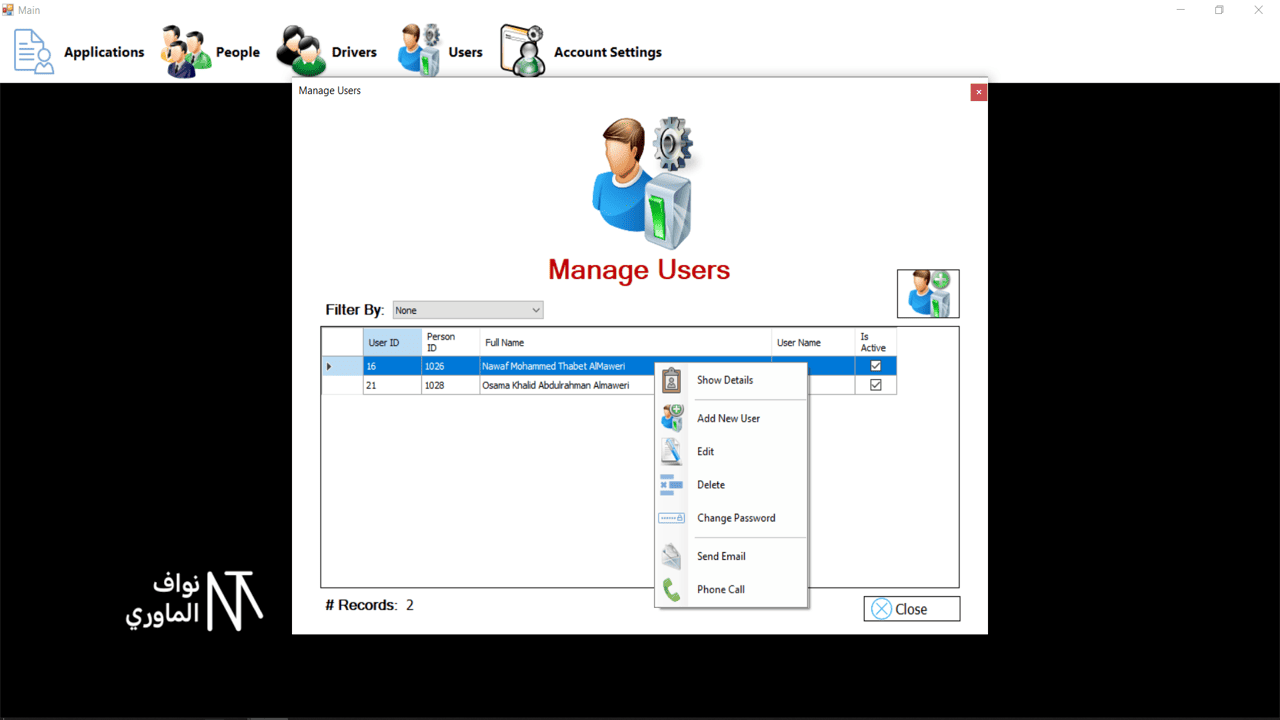 Main
Applications People Drivers Users Account Settings
Manage Users
Manage Users
Filter By: None
User ID Person ID Full Name User Name Is Active
16 1026 Nawaf Mohammed Thabet AlMaweri
21 1028 Osama Khalid Abdulrahman Almaweri
Show Details
Add New User
Edit
Delete
Change Password
Send Email
Phone Call
# Records: 2
Close
نواف
الماوري